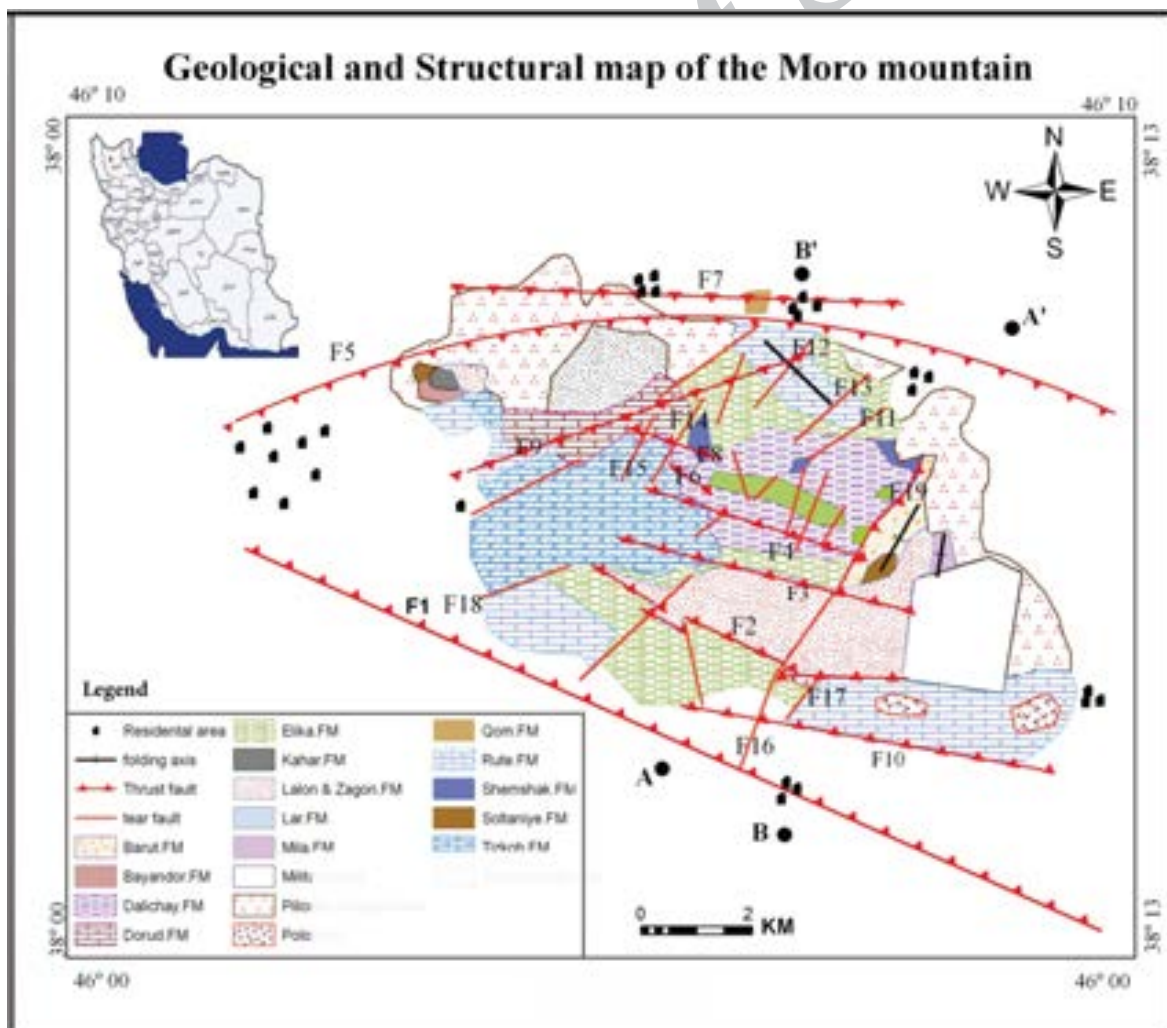 Geological and Structural map of the Moro mountain
46° 10
46° 10
38° 00
38° 13
N
W
E
S
B'
F7
A'
F5
F12
F13
F11
F14
F9
F8
F15
F6
F19
F4
F3
F1
F18
F2
F17
F16
F10
A
B
Legend
Residental area
folding axis
Thrust fault
tear fault
Barut.FM
Bayandor.FM
Dalichay.FM
Dorud.FM
Elika.FM
Kahar.FM
Lalon & Zagon.FM
Lar.FM
Mila.FM
Qom.FM
Rute.FM
Shemshak.FM
Soltaniye.FM
0
2
KM
38° 00
38° 13
46° 00
46° 00